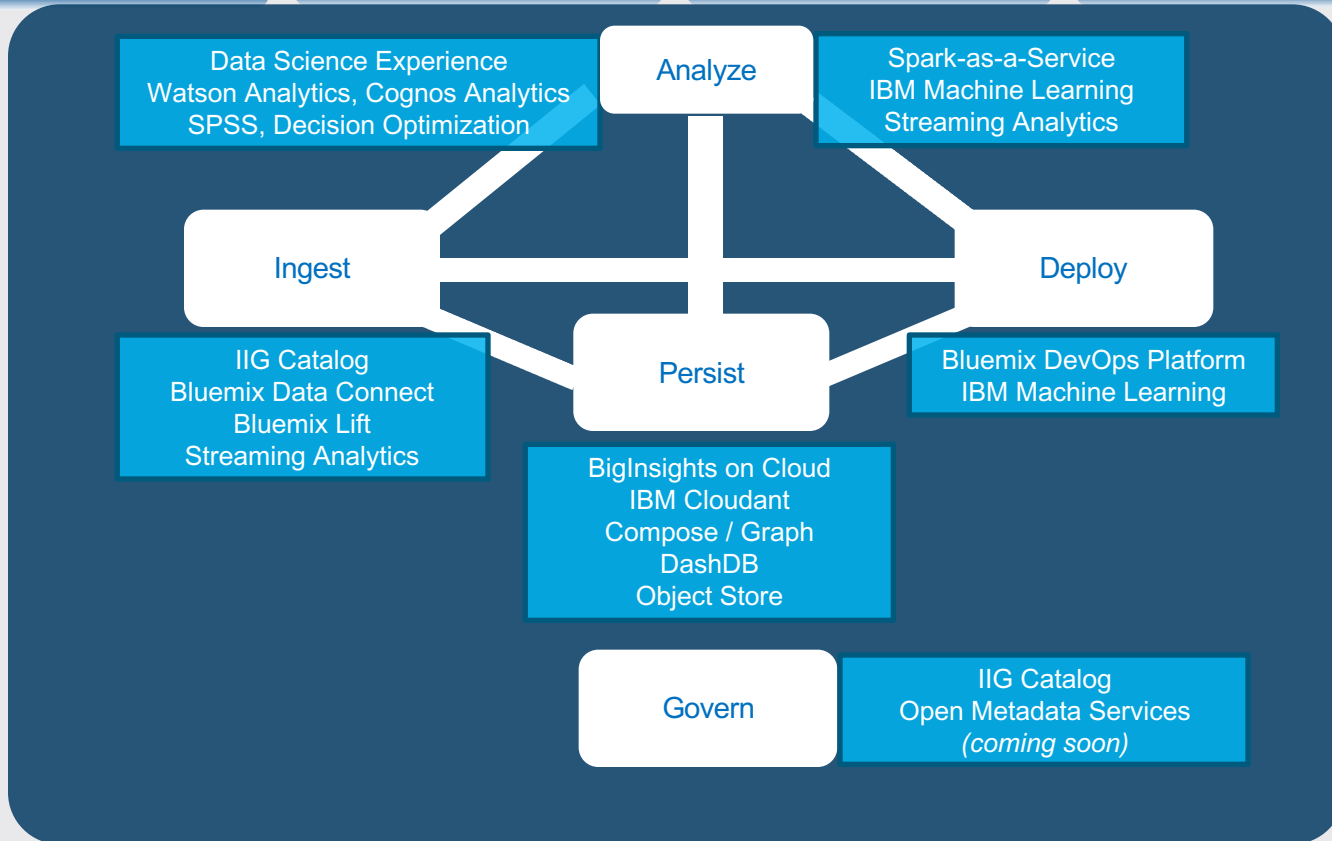 Data Science Experience
Watson Analytics, Cognos Analytics
SPSS, Decision Optimization
Analyze
Spark-as-a-Service
IBM Machine Learning
Streaming Analytics
Ingest
Deploy
IIG Catalog
Bluemix Data Connect
Bluemix Lift
Streaming Analytics
Persist
Bluemix DevOps Platform
IBM Machine Learning
BigInsights on Cloud
IBM Cloudant
Compose / Graph
DashDB
Object Store
Govern
IIG Catalog
Open Metadata Services
(coming soon)